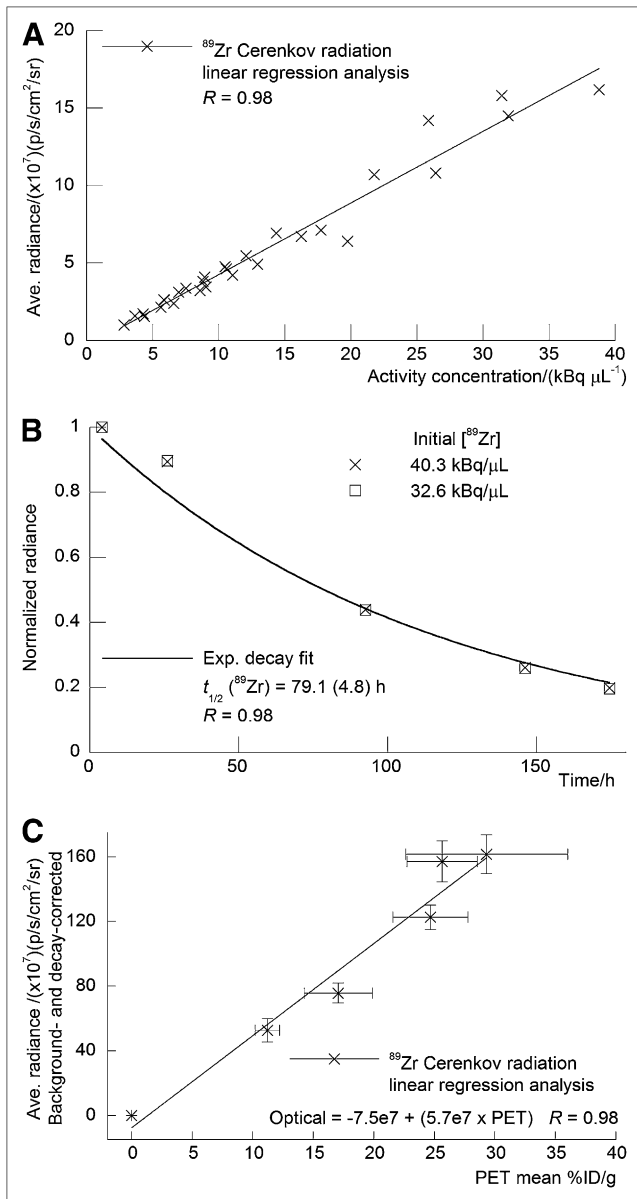 A
20
15
10
5
0
Ave. radiance/(x10⁷)(p/s/cm²/sr)
⁸⁹Zr Cerenkov radiation
linear regression analysis
R = 0.98
0 5 10 15 20 25 30 35 40
Activity concentration/(kBq μL⁻¹)
B
1
0.8
0.6
0.4
0.2
0
Normalized radiance
Initial [⁸⁹Zr]
40.3 kBq/μL
32.6 kBq/μL
Exp. decay fit
t₁/₂ (⁸⁹Zr) = 79.1 (4.8) h
R = 0.98
0 50 100 150
Time/h
C
160
120
80
40
0
Ave. radiance /(x10⁷)(p/s/cm²/sr)
Background- and decay-corrected
⁸⁹Zr Cerenkov radiation
linear regression analysis
Optical = -7.5e7 + (5.7e7 x PET) R = 0.98
0 5 10 15 20 25 30 35 40
PET mean %ID/g